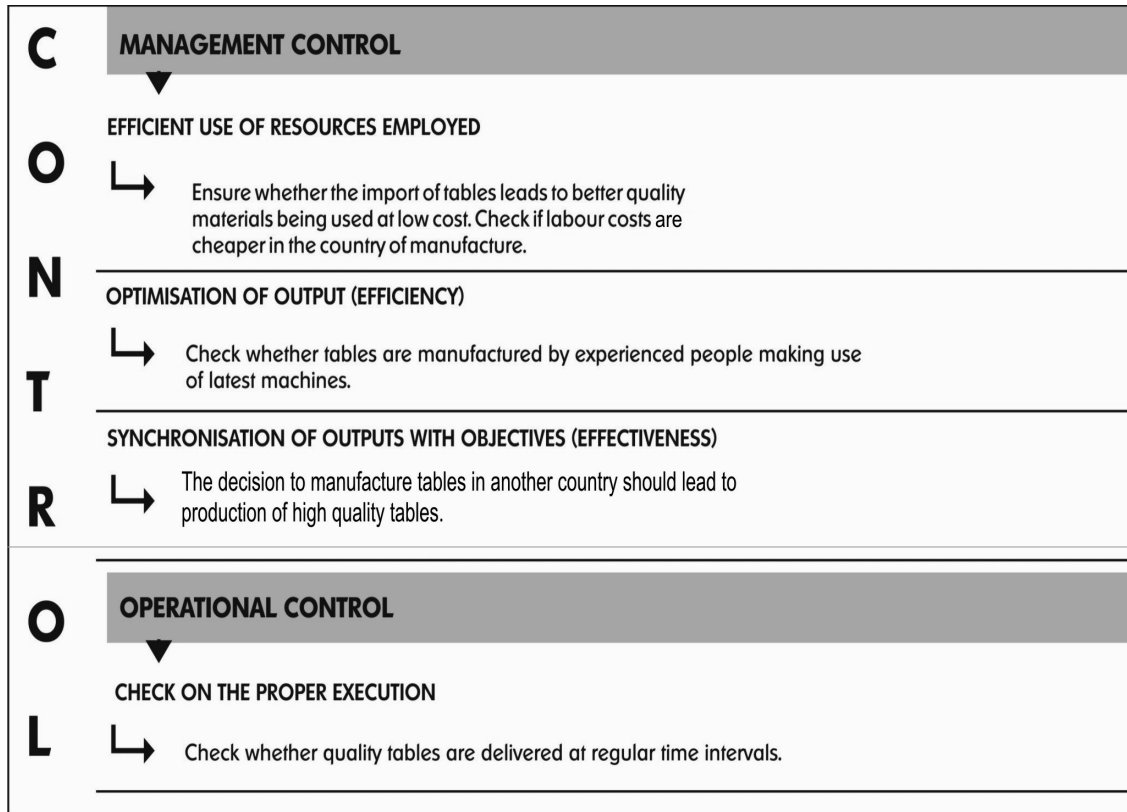 CONTROL
MANAGEMENT CONTROL
EFFICIENT USE OF RESOURCES EMPLOYED
Ensure whether the import of tables leads to better quality
materials being used at low cost. Check if labour costs are
cheaper in the country of manufacture.
OPTIMISATION OF OUTPUT (EFFICIENCY)
Check whether tables are manufactured by experienced people making use
of latest machines.
SYNCHRONISATION OF OUTPUTS WITH OBJECTIVES (EFFECTIVENESS)
The decision to manufacture tables in another country should lead to
production of high quality tables.
OPERATIONAL CONTROL
CHECK ON THE PROPER EXECUTION
Check whether quality tables are delivered at regular time intervals.